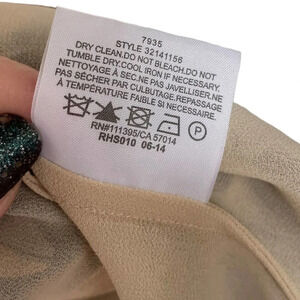 7935
STYLE 32141156
DRY CLEAN.DO NOT BLEACH.DO NOT
TUMBLE DRY.COOL IRON IF NECESSARY.
NETTOYAGE À SEC.NE PAS JAVELLISER.NE
PAS SÉCHER PAR CULBUTAGE.REPASSAGE
À TEMPÉRATURE FAIBLE SI NÉCESSAIRE.
P
RN#111395/CA 57014
RHS010 06-14